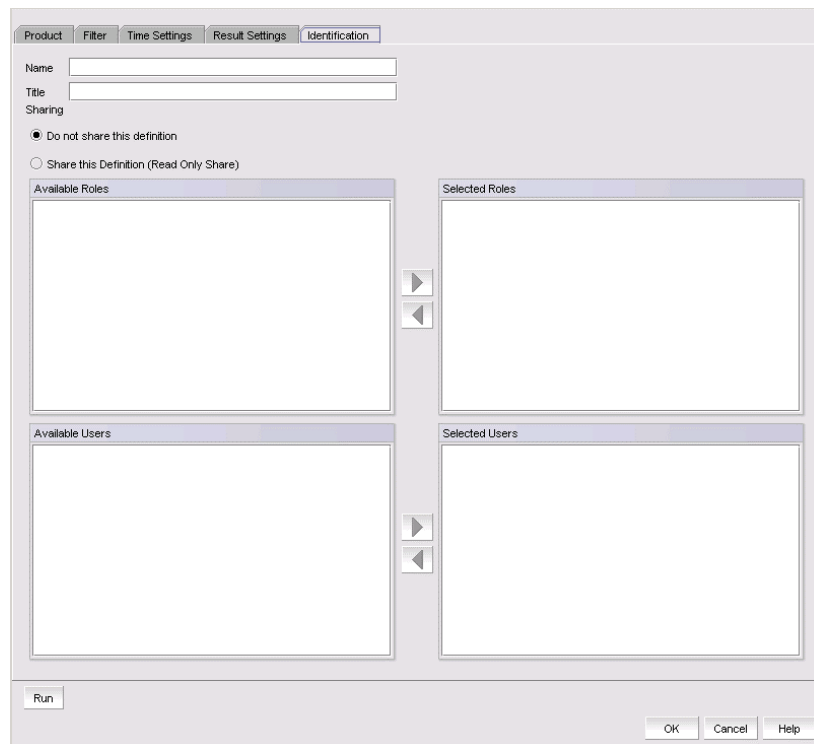 Product Filter Time Settings Result Settings Identification
Name
Title
Sharing
Do not share this definition
Share this Definition (Read Only Share)
Available Roles Selected Roles
Available Users Selected Users
Run
OK Cancel Help